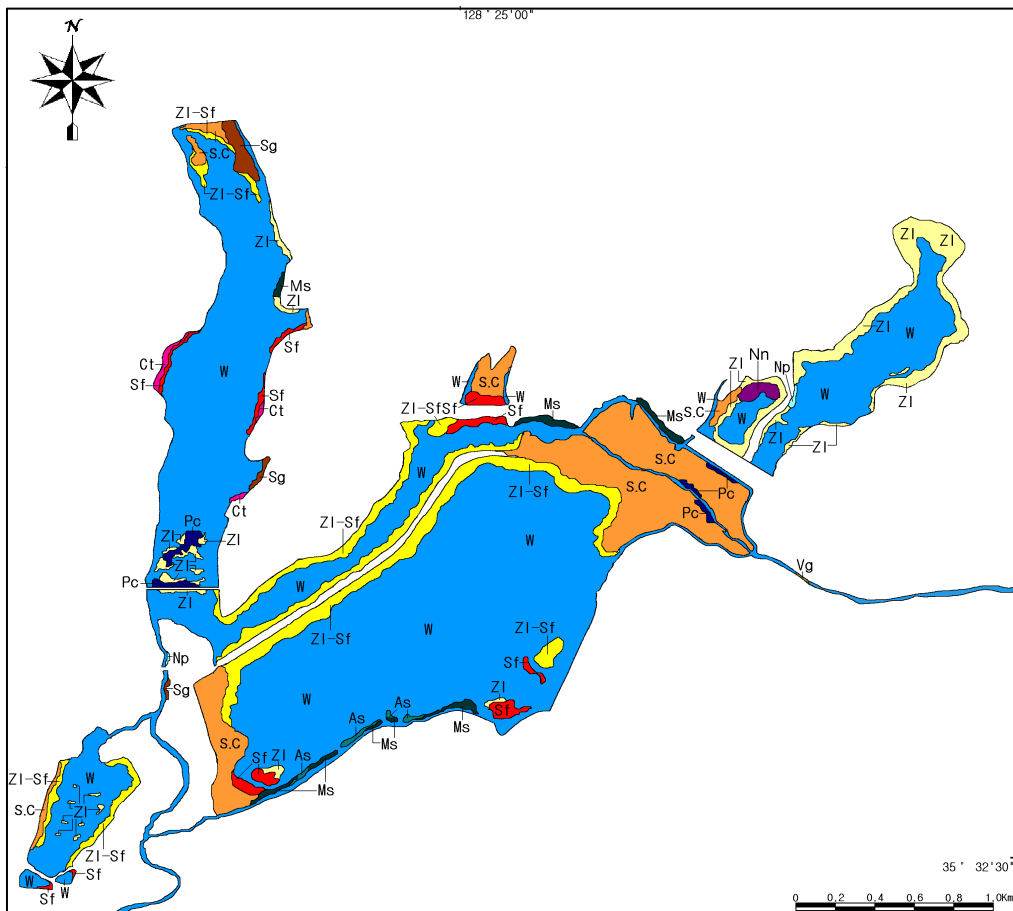 128 ° 25′00″
N
Zl-Sf
Sg
S.C
Zl-Sf
Zl
Zl
Zl
Ms
Zl
Zl
W
Sf
Nn
Zl
Np
Ct
W
W
S.C
W
W
Sf
Sf
W
Ms
Zl-Sf
Sf
Sf
Ms
S.C
W
Zl
Zl
Ct
Zl
S.C
W
Sg
Zl-Sf
S.C
Pc
Ct
Pc
Pc
Zl-Sf
W
Zl
Zl
Zl
Vg
Pc
W
Zl
W
Zl-Sf
Zl-Sf
Np
Sf
Sg
Zl
W
Sf
As
As
Ms
S.C
Ms
Sf
Zl
As
Zl-Sf
W
Ms
S.C
Zl
Zl-Sf
Sf
35 ° 32′30″
W
Sf
W
0 0.2 0.4 0.6 0.8 1.0Km